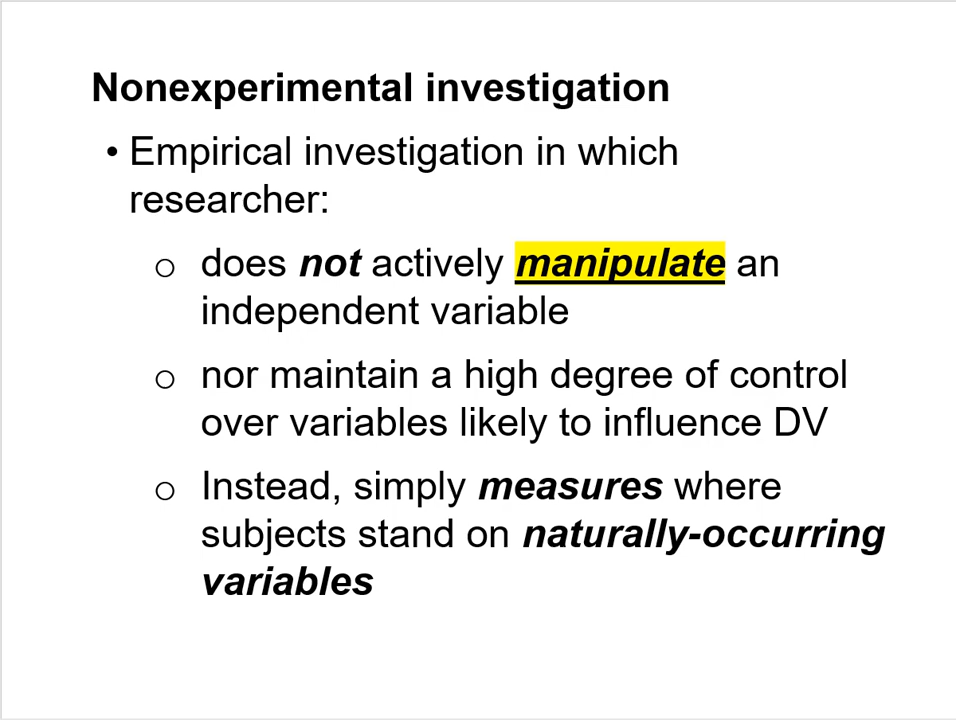 Nonexperimental investigation
• Empirical investigation in which
researcher:
o does not actively manipulate an
independent variable
o nor maintain a high degree of control
over variables likely to influence DV
o Instead, simply measures where
subjects stand on naturally-occurring
variables